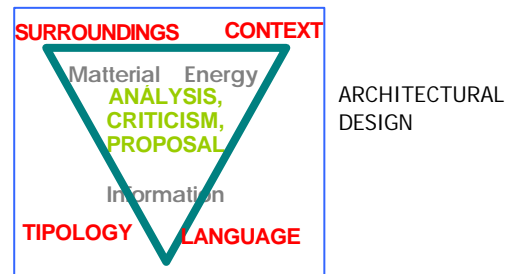 SURROUNDINGS CONTEXT
Matterial Energy
ANÁLYSIS,
CRITICISM,
PROPOSAL
Information
TIPOLOGY LANGUAGE
ARCHITECTURAL
DESIGN